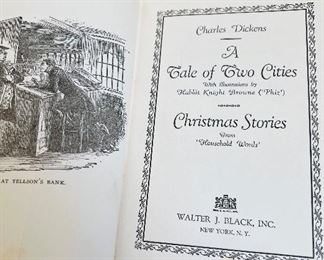 AT TELLSON'S BANK.
Charles Dickens
A
Tale of Two Cities
With Illustrations by
Hablôt Knight Browne ('Phiz')
Christmas Stories
from
'Household Words'
WALTER J. BLACK, INC.
NEW YORK, N. Y.